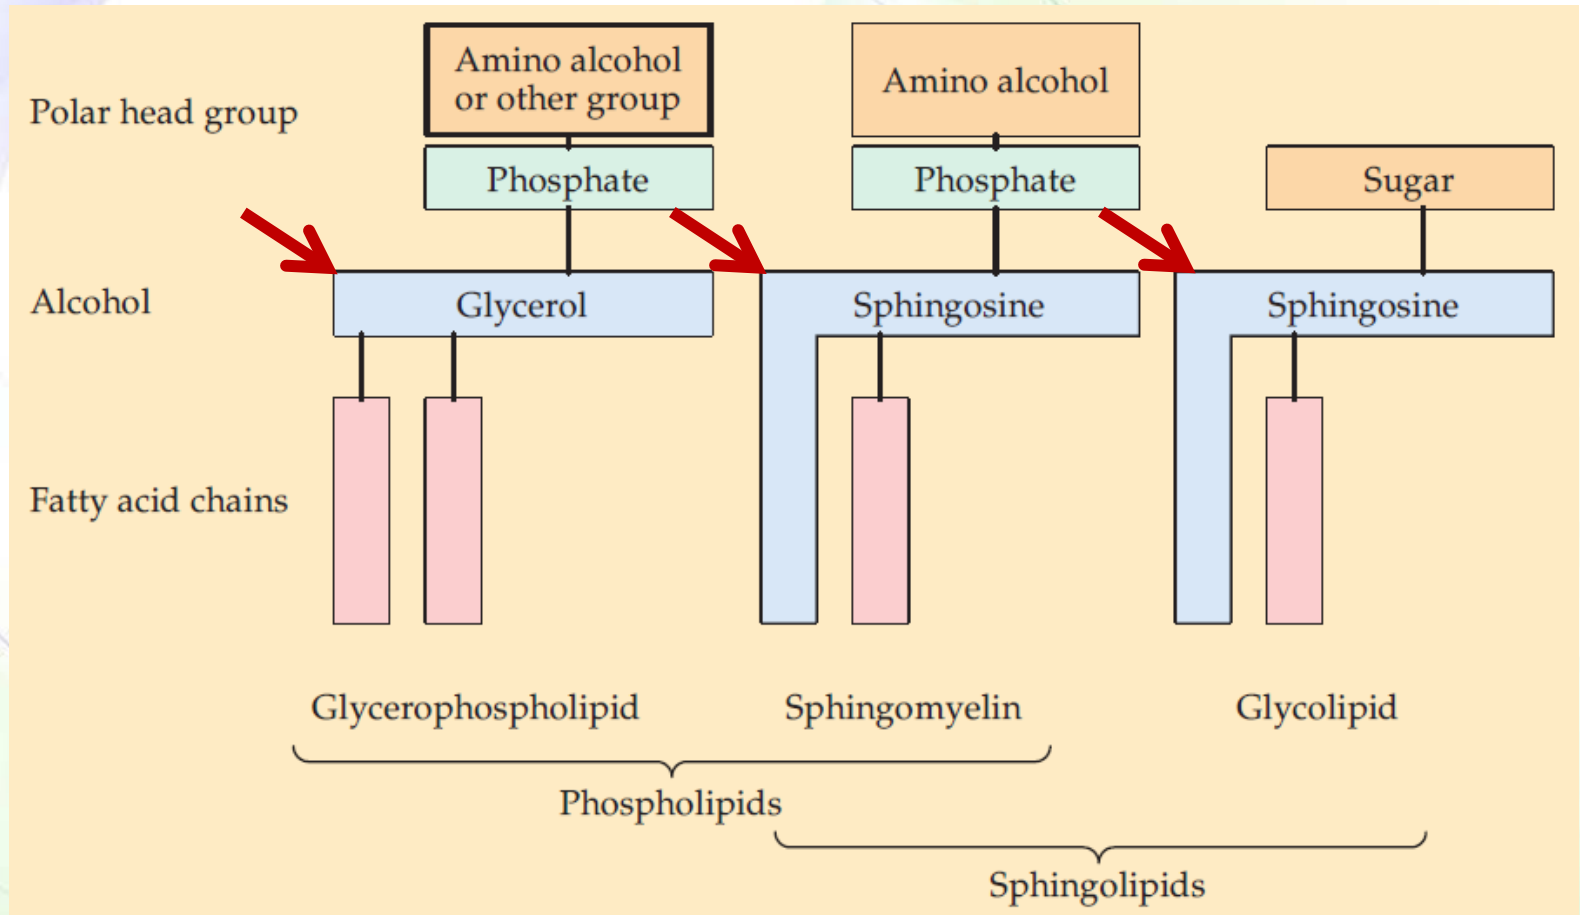 Amino alcohol
or other group
Amino alcohol
Polar head group
Phosphate
Phosphate
Sugar
Alcohol
Glycerol
Sphingosine
Sphingosine
Fatty acid chains
Glycerophospholipid
Sphingomyelin
Glycolipid
Phospholipids
Sphingolipids